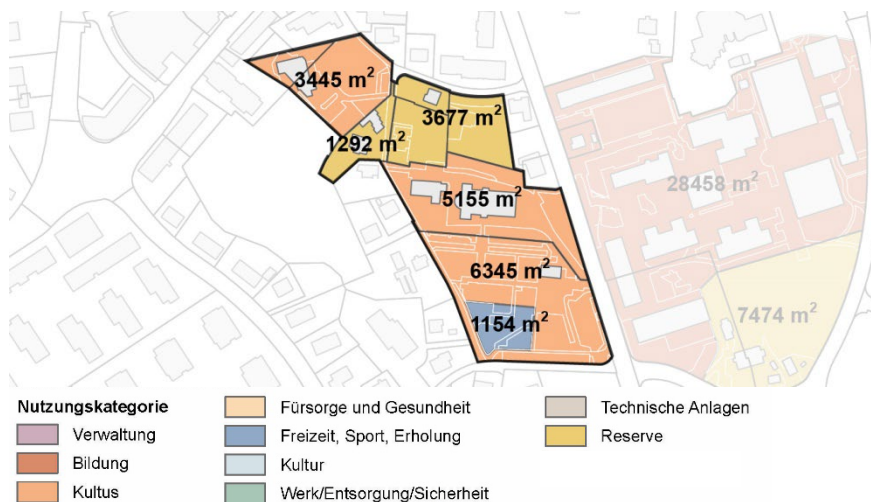 3445 m²
3677 m²
1292 m²
5155 m²
28458 m²
6345 m²
7474 m²
1154 m²
Nutzungskategorie
Verwaltung
Bildung
Kultus
Fürsorge und Gesundheit
Freizeit, Sport, Erholung
Kultur
Werk/Entsorgung/Sicherheit
Technische Anlagen
Reserve